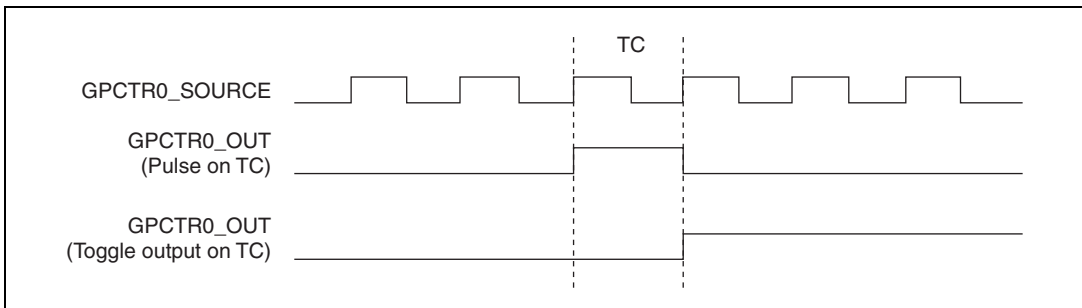 TC
GPCTR0_SOURCE
GPCTR0_OUT
(Pulse on TC)
GPCTR0_OUT
(Toggle output on TC)